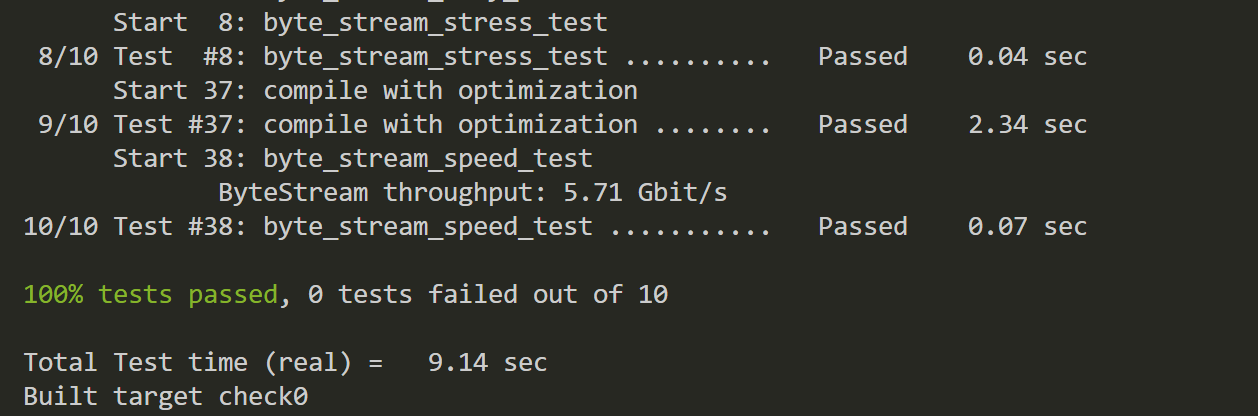 Start  8: byte_stream_stress_test
 8/10 Test  #8: byte_stream_stress_test ..........   Passed    0.04 sec
      Start 37: compile with optimization
 9/10 Test #37: compile with optimization ........   Passed    2.34 sec
      Start 38: byte_stream_speed_test
             ByteStream throughput: 5.71 Gbit/s
10/10 Test #38: byte_stream_speed_test ...........   Passed    0.07 sec

100% tests passed, 0 tests failed out of 10

Total Test time (real) =   9.14 sec
Built target check0